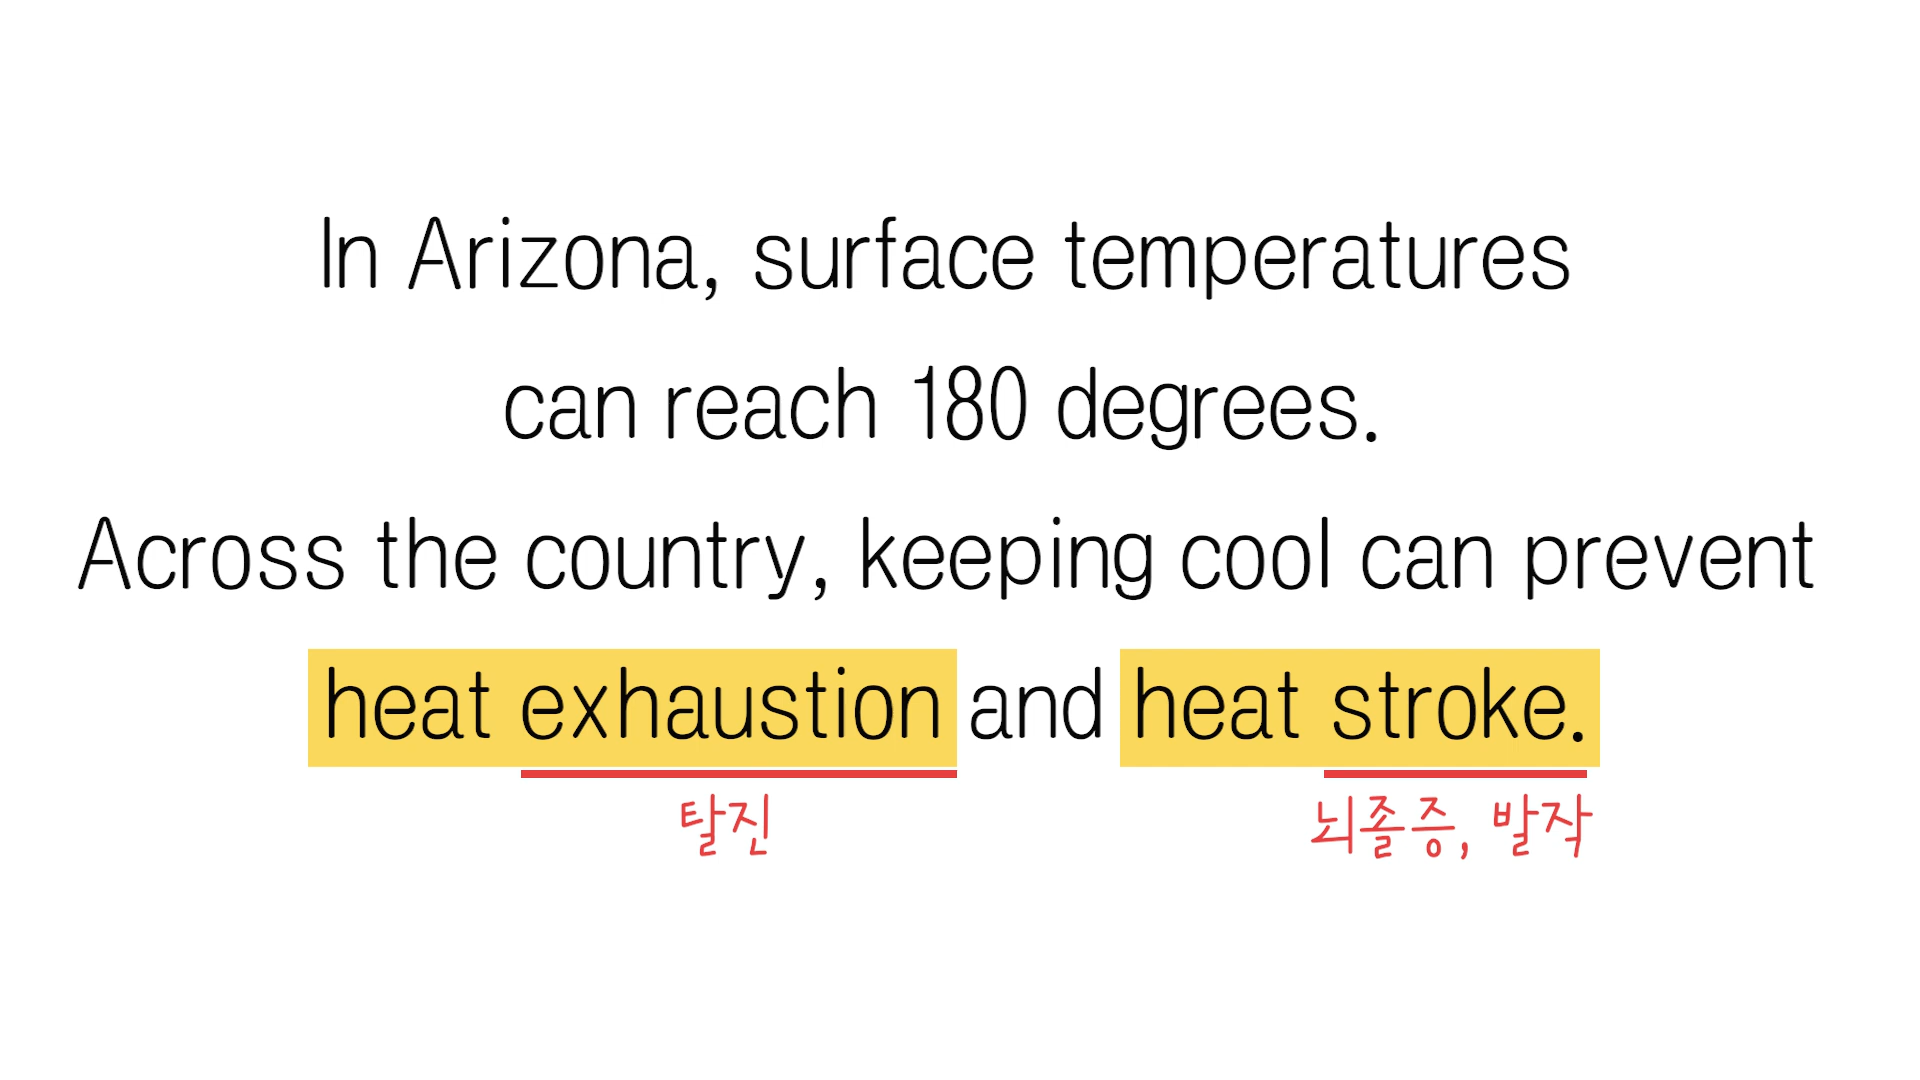 In Arizona, surface temperatures
can reach 180 degrees.
Across the country, keeping cool can prevent
heat exhaustion and heat stroke.
탈진
뇌졸증, 발작